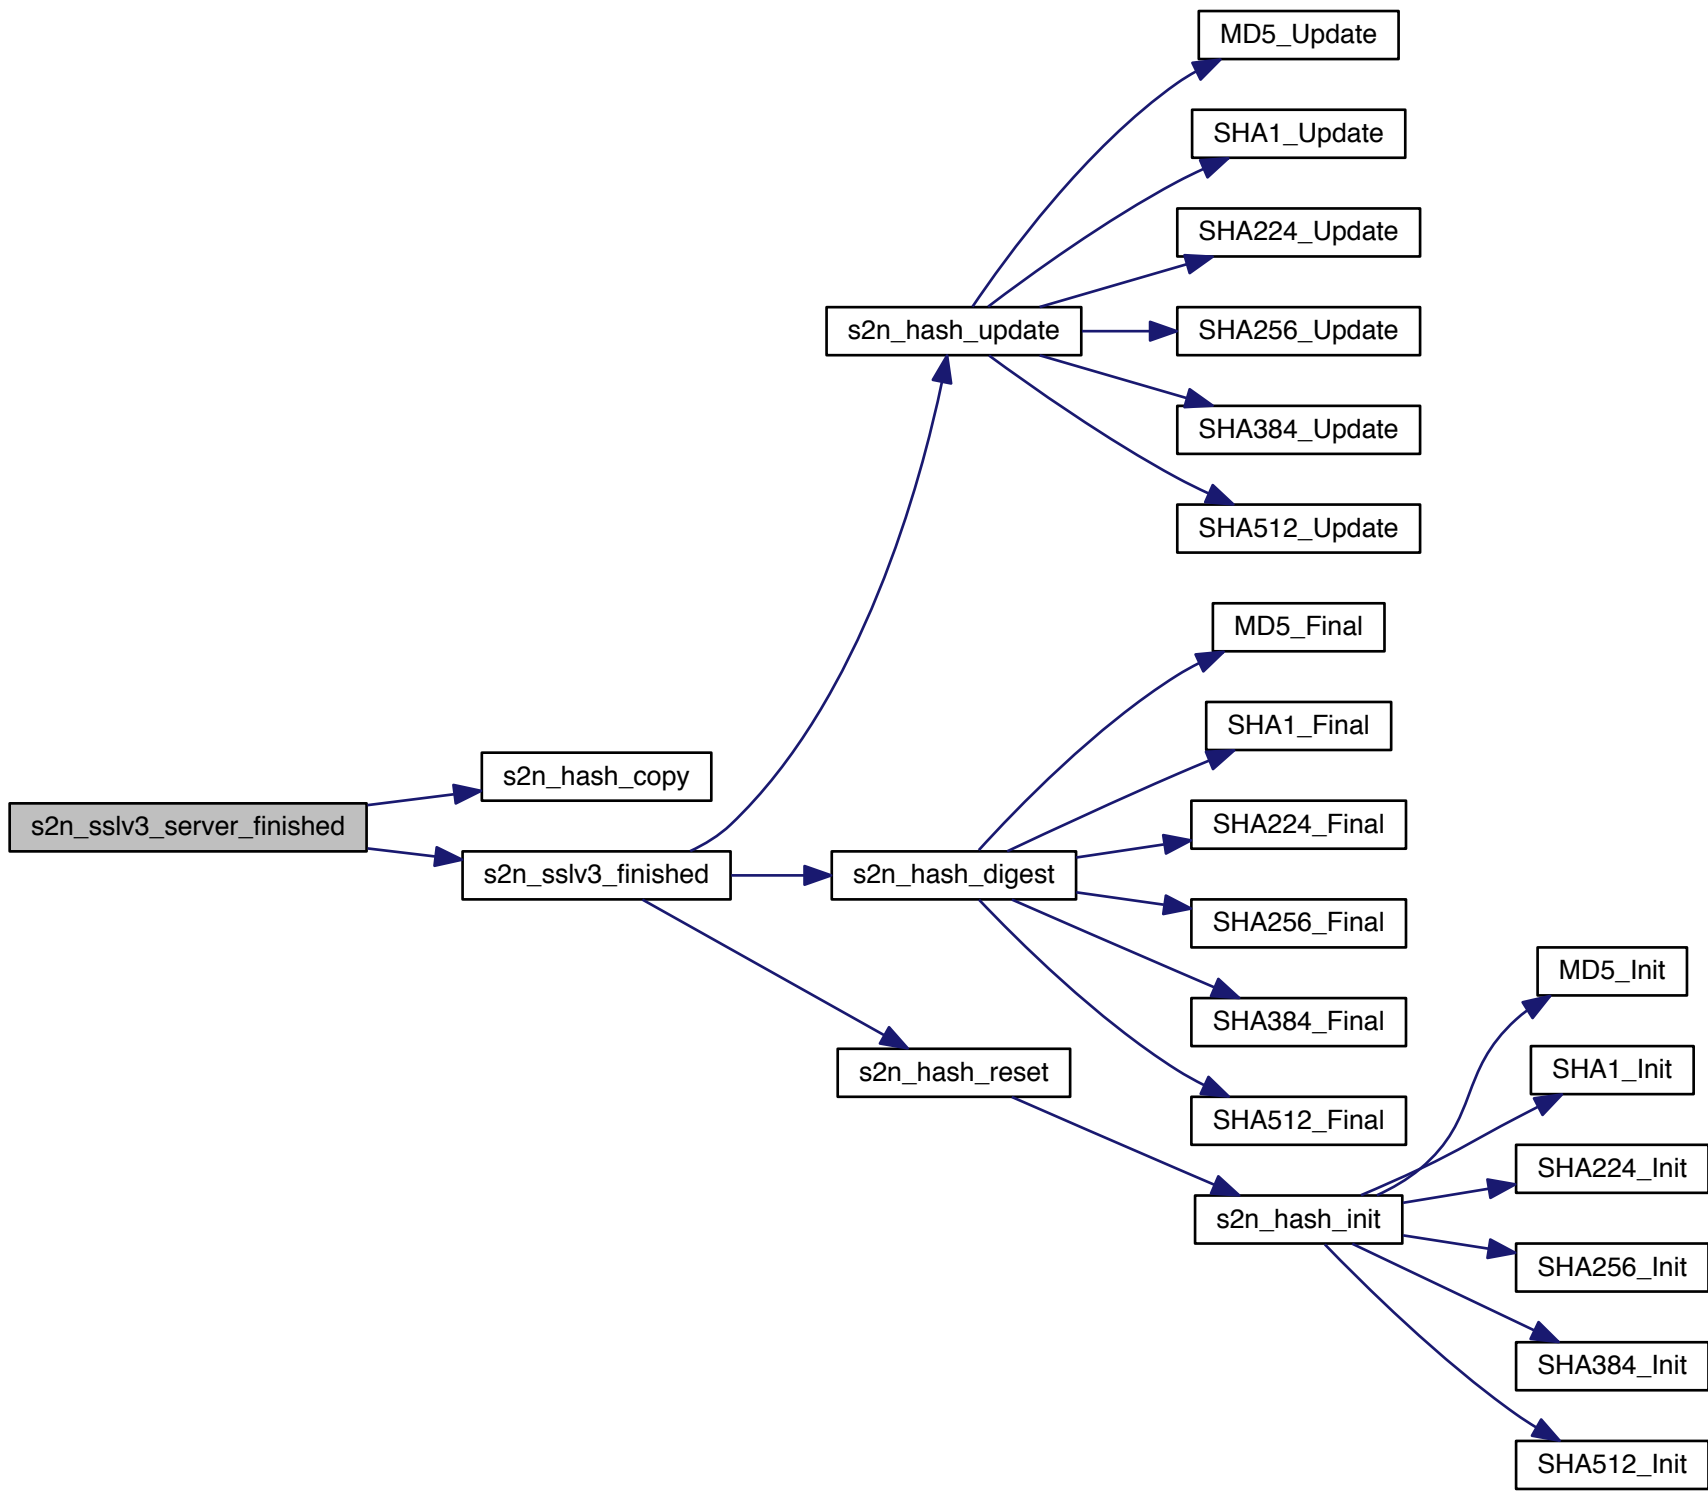 MD5_Update
SHA1_Update
SHA224_Update
s2n_hash_update
SHA256_Update
SHA384_Update
SHA512_Update
MD5_Final
SHA1_Final
s2n_hash_copy
s2n_sslv3_server_finished
SHA224_Final
s2n_sslv3_finished
s2n_hash_digest
SHA256_Final
MD5_Init
SHA384_Final
s2n_hash_reset
SHA1_Init
SHA512_Final
SHA224_Init
s2n_hash_init
SHA256_Init
SHA384_Init
SHA512_Init